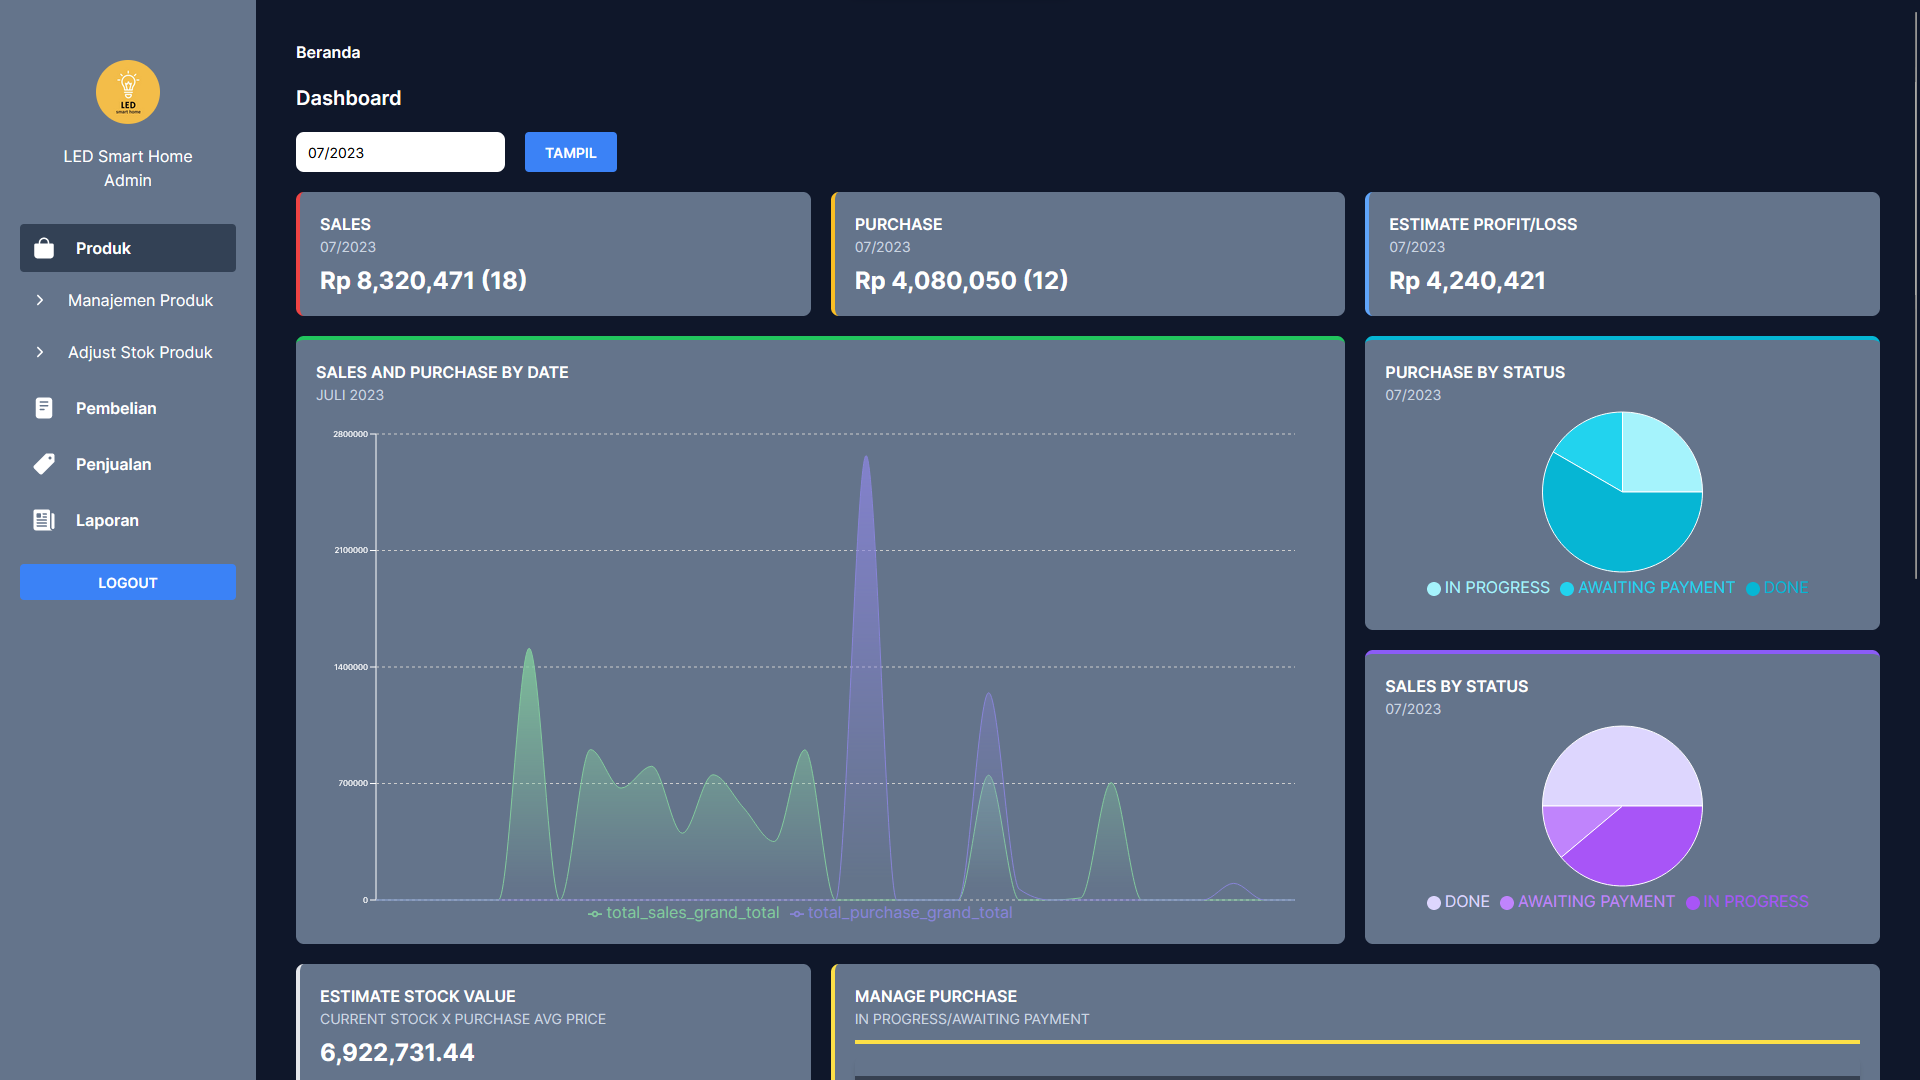 LED
smart home
LED Smart Home
Admin
Produk
Manajemen Produk
Adjust Stok Produk
Pembelian
Penjualan
Laporan
LOGOUT
Beranda
Dashboard
07/2023
TAMPIL
SALES
07/2023
Rp 8,320,471 (18)
PURCHASE
07/2023
Rp 4,080,050 (12)
ESTIMATE PROFIT/LOSS
07/2023
Rp 4,240,421
SALES AND PURCHASE BY DATE
JULI 2023
2800000
2100000
1400000
700000
0
total_sales_grand_total total_purchase_grand_total
PURCHASE BY STATUS
07/2023
IN PROGRESS AWAITING PAYMENT DONE
SALES BY STATUS
07/2023
DONE AWAITING PAYMENT IN PROGRESS
ESTIMATE STOCK VALUE
CURRENT STOCK X PURCHASE AVG PRICE
6,922,731.44
MANAGE PURCHASE
IN PROGRESS/AWAITING PAYMENT